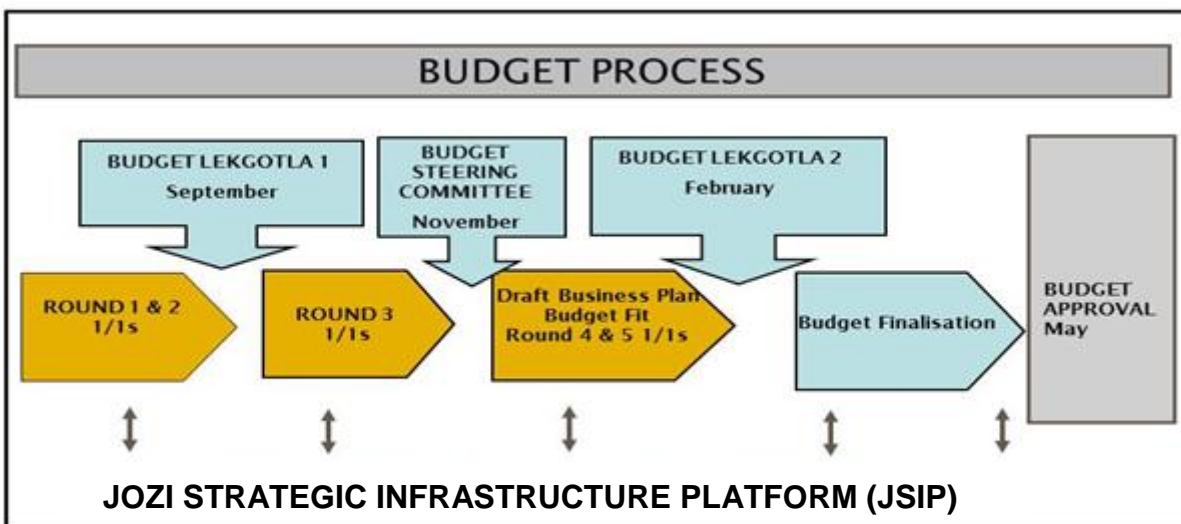 BUDGET PROCESS
BUDGET LEKGOTLA 1
September
BUDGET
STEERING
COMMITTEE
November
BUDGET LEKGOTLA 2
February
ROUND 1 & 2
1/1s
ROUND 3
1/1s
Draft Business Plan
Budget Fit
Round 4 & 5 1/1s
Budget Finalisation
BUDGET
APPROVAL
May
JOZI STRATEGIC INFRASTRUCTURE PLATFORM (JSIP)